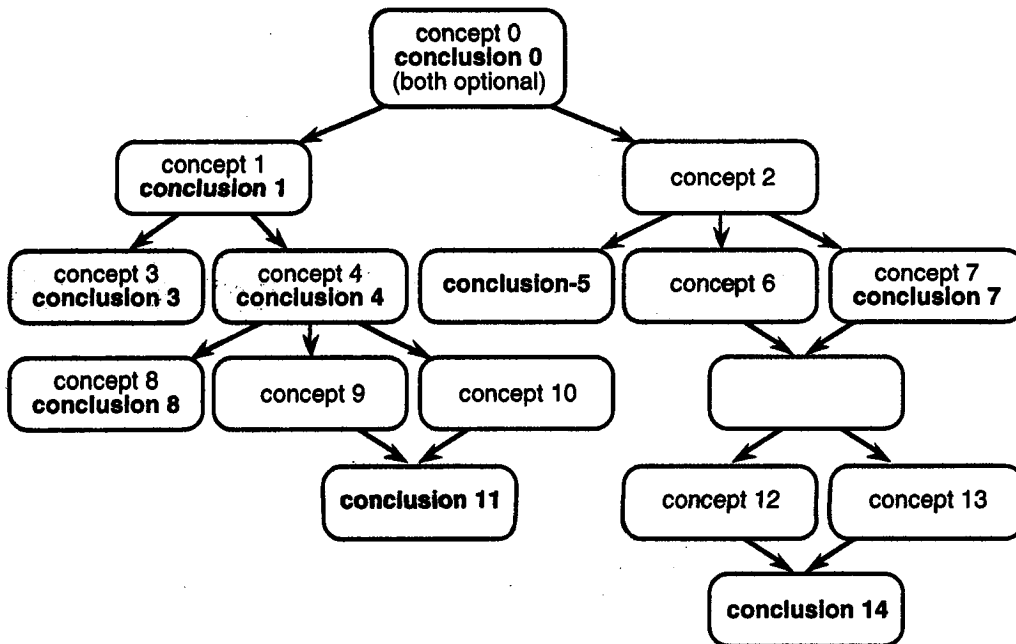 concept 0
conclusion 0
(both optional)
concept 1
conclusion 1
concept 2
concept 3
conclusion 3
concept 4
conclusion 4
conclusion-5
concept 6
concept 7
conclusion 7
concept 8
conclusion 8
concept 9
concept 10
conclusion 11
concept 12
concept 13
conclusion 14